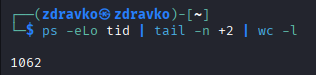 ┌──(zdravko㉿zdravko)-[~]
└─$ ps -eLo tid | tail -n +2 | wc -l
1062